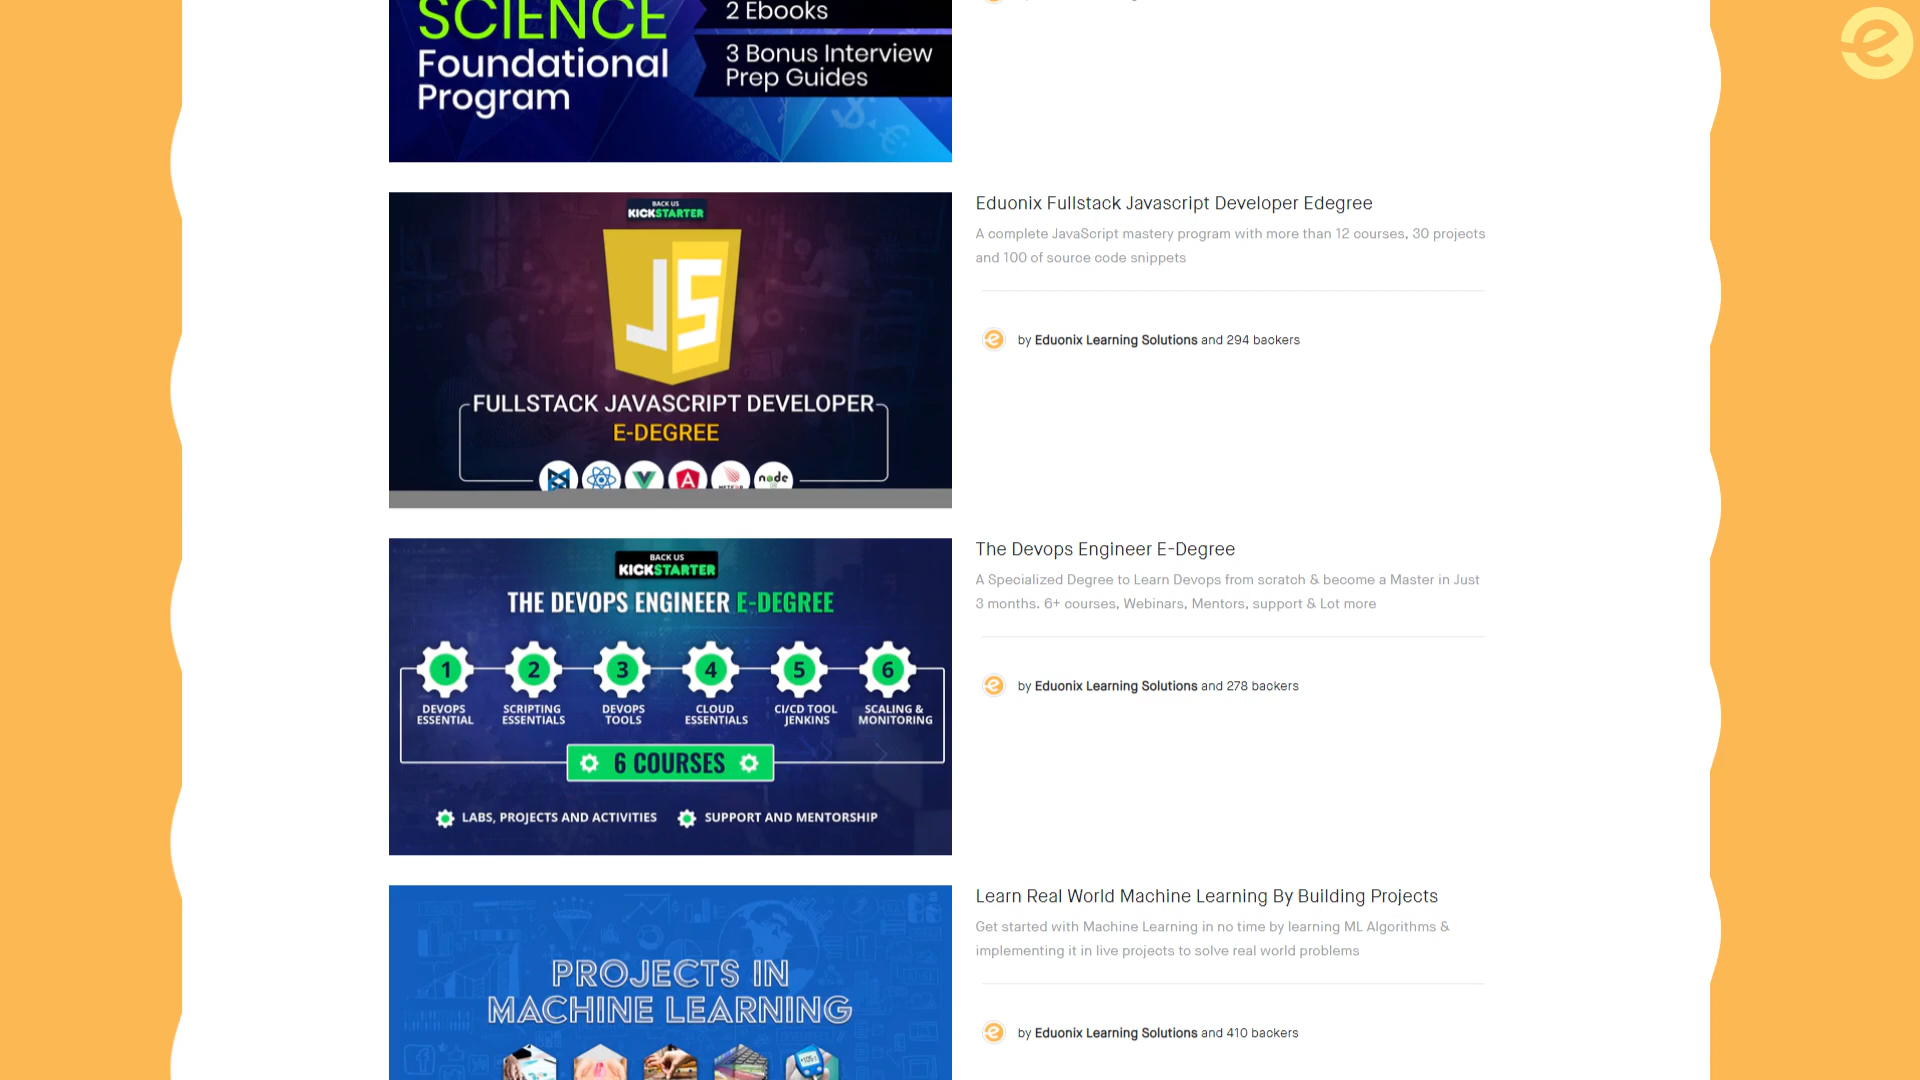 SCIENCE
Foundational
Program
2 Ebooks
3 Bonus Interview
Prep Guides
BACK US
KICKSTARTER
JS
FULLSTACK JAVASCRIPT DEVELOPER
E-DEGREE
node
Eduonix Fullstack Javascript Developer Edegree
A complete JavaScript mastery program with more than 12 courses, 30 projects
and 100 of source code snippets
by Eduonix Learning Solutions and 294 backers
BACK US
KICKSTARTER
THE DEVOPS ENGINEER E-DEGREE
1 2 3 4 5 6
DEVOPS ESSENTIAL
SCRIPTING ESSENTIALS
DEVOPS TOOLS
CLOUD ESSENTIALS
CI/CD TOOL JENKINS
SCALING & MONITORING
6 COURSES
LABS, PROJECTS AND ACTIVITIES SUPPORT AND MENTORSHIP
The Devops Engineer E-Degree
A Specialized Degree to Learn Devops from scratch & become a Master in Just
3 months. 6+ courses, Webinars, Mentors, support & Lot more
by Eduonix Learning Solutions and 278 backers
PROJECTS IN
MACHINE LEARNING
Learn Real World Machine Learning By Building Projects
Get started with Machine Learning in no time by learning ML Algorithms &
implementing it in live projects to solve real world problems
by Eduonix Learning Solutions and 410 backers